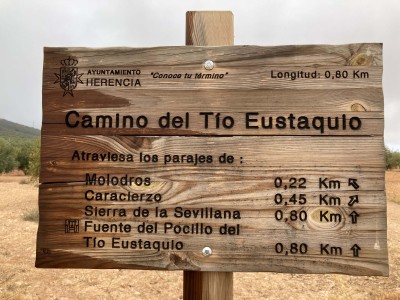 AYUNTAMIENTO
HERENCIA
"Conoce tu término"
Longitud: 0,80 Km
Camino del Tío Eustaquio
Atraviesa los parajes de :
Molodros 0,22 Km ↖
Caracierzo 0,45 Km ↗
Sierra de la Sevillana 0,80 Km ⇧
Fuente del Pocillo del
Tío Eustaquio 0,80 Km ⇧